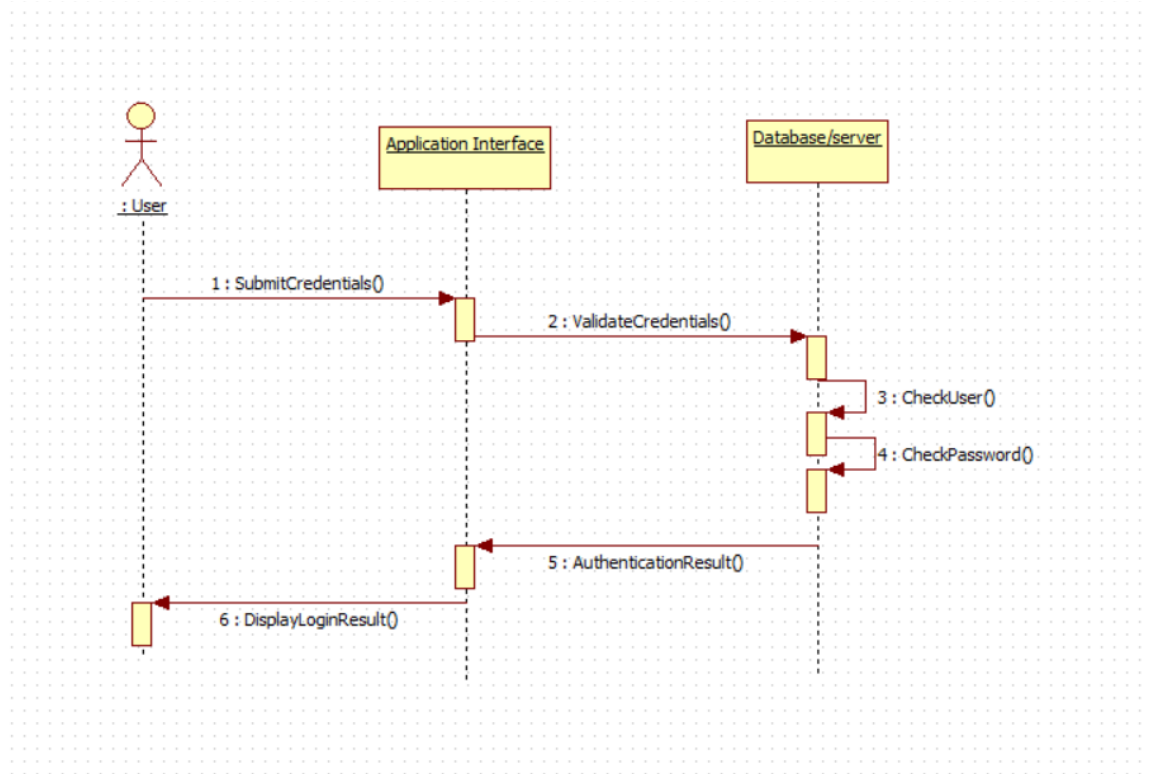 Application Interface
Database/server
: User
1 : SubmitCredentials()
2 : ValidateCredentials()
3 : CheckUser()
4 : CheckPassword()
5 : AuthenticationResult()
6 : DisplayLoginResult()